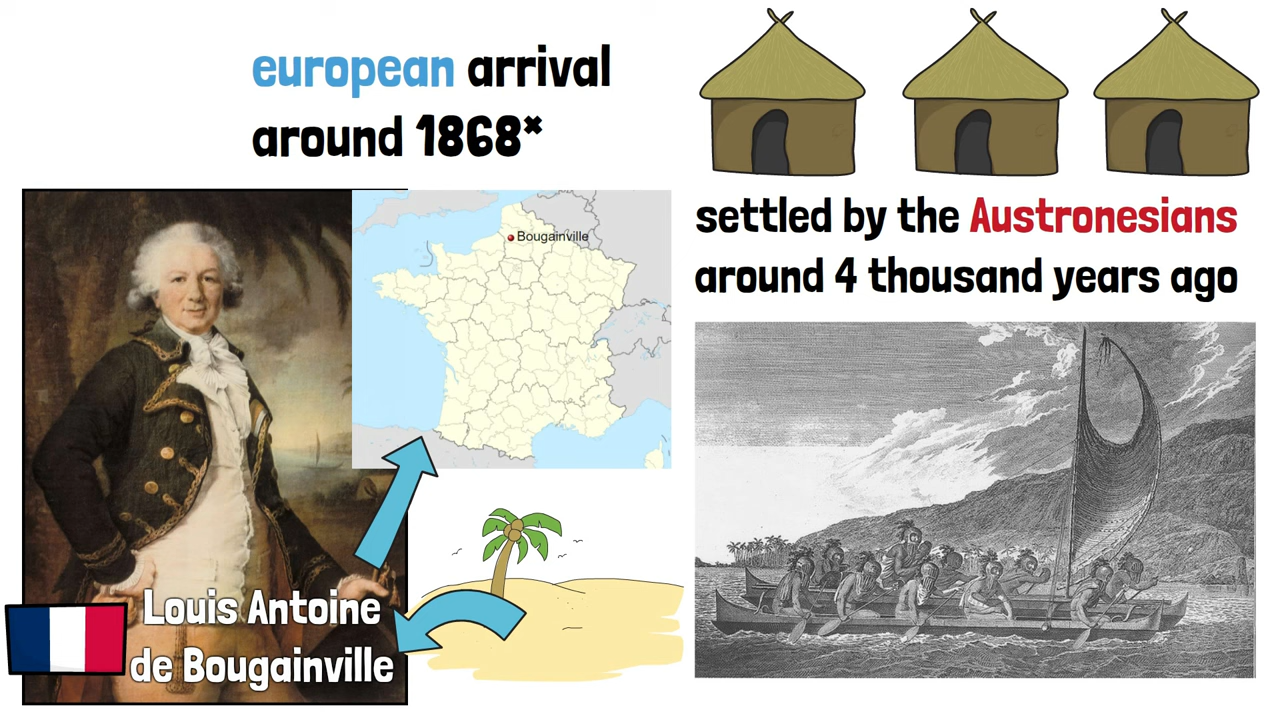 european arrival
around 1868*
Bougainville
Louis Antoine
de Bougainville
settled by the Austronesians
around 4 thousand years ago